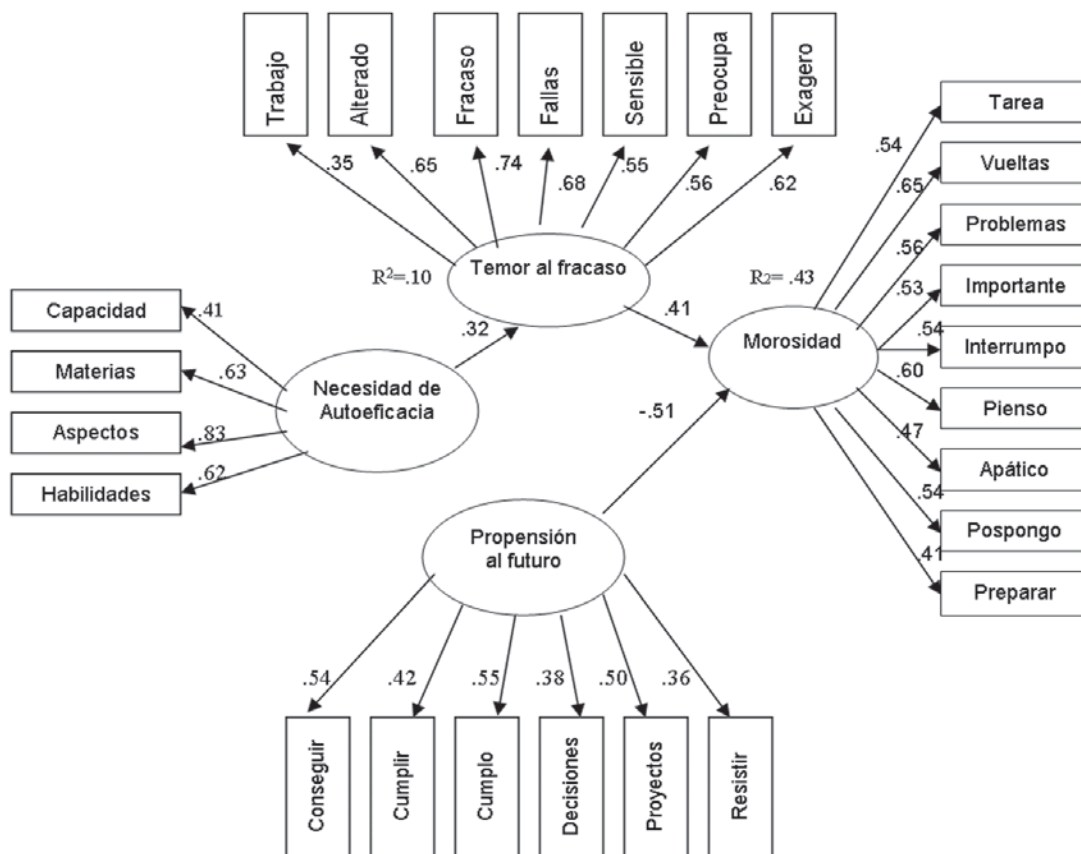 Trabajo
Alterado
Fracaso
Fallas
Sensible
Preocupa
Exagero
.35
.65
.74
.68
.55
.56
.62
Temor al fracaso
R²=.10
.41
.32
Capacidad
Materias
Aspectos
Habilidades
.41
.63
.83
.62
Necesidad de
Autoeficacia
R2= .43
Morosidad
-.51
Tarea
Vueltas
Problemas
Importante
Interrumpo
Pienso
Apático
Pospongo
Preparar
.54
.65
.56
.53
.54
.60
.47
.54
.41
Propensión
al futuro
.54
.42
.55
.38
.50
.36
Conseguir
Cumplir
Cumplo
Decisiones
Proyectos
Resistir